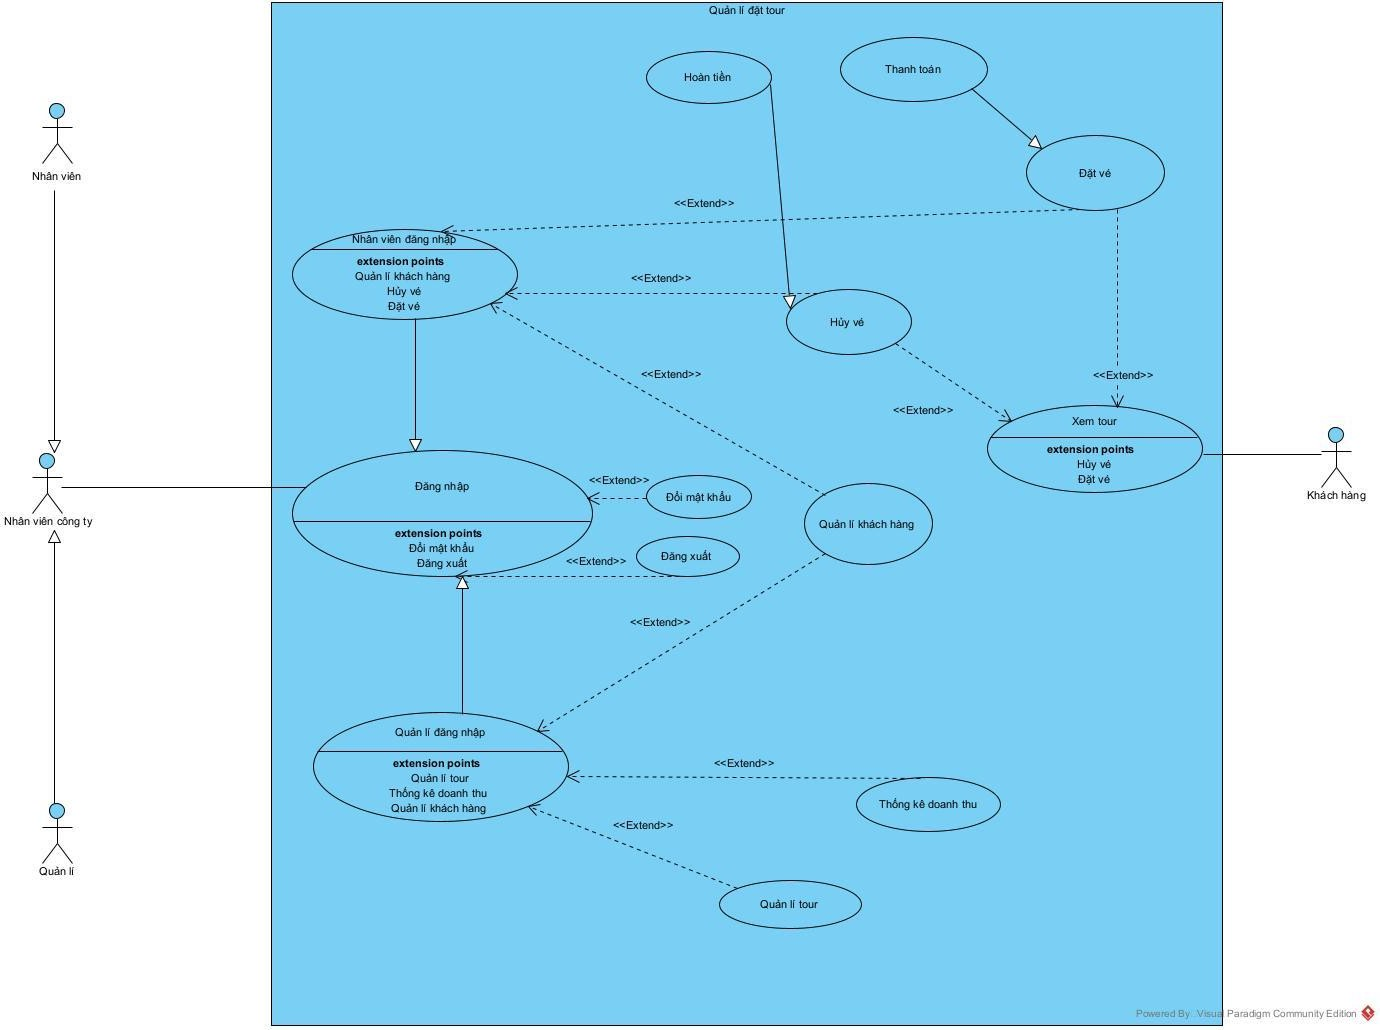 Quản lí đặt tour
Hoàn tiền
Thanh toán
Đặt vé
Nhân viên
<<Extend>>
Nhân viên đăng nhập
extension points
Quản lí khách hàng
Hủy vé
Đặt vé
<<Extend>>
Hủy vé
<<Extend>>
<<Extend>>
<<Extend>>
Xem tour
extension points
Hủy vé
Đặt vé
Khách hàng
Đăng nhập
extension points
Đổi mật khẩu
Đăng xuất
<<Extend>>
Đổi mật khẩu
Quản lí khách hàng
Nhân viên công ty
<<Extend>>
Đăng xuất
<<Extend>>
Quản lí đăng nhập
extension points
Quản lí tour
Thống kê doanh thu
Quản lí khách hàng
<<Extend>>
Thống kê doanh thu
<<Extend>>
Quản lí
Quản lí tour
Powered By: Visual Paradigm Community Edition